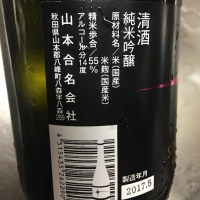 清酒
純米吟醸
原材料名/米(国産)
米麹(国産米)
精米歩合/55%
アルコール分/14度
山本合名会社
秋田県山本郡八峰町八森字八森269
製造年月
2017.5